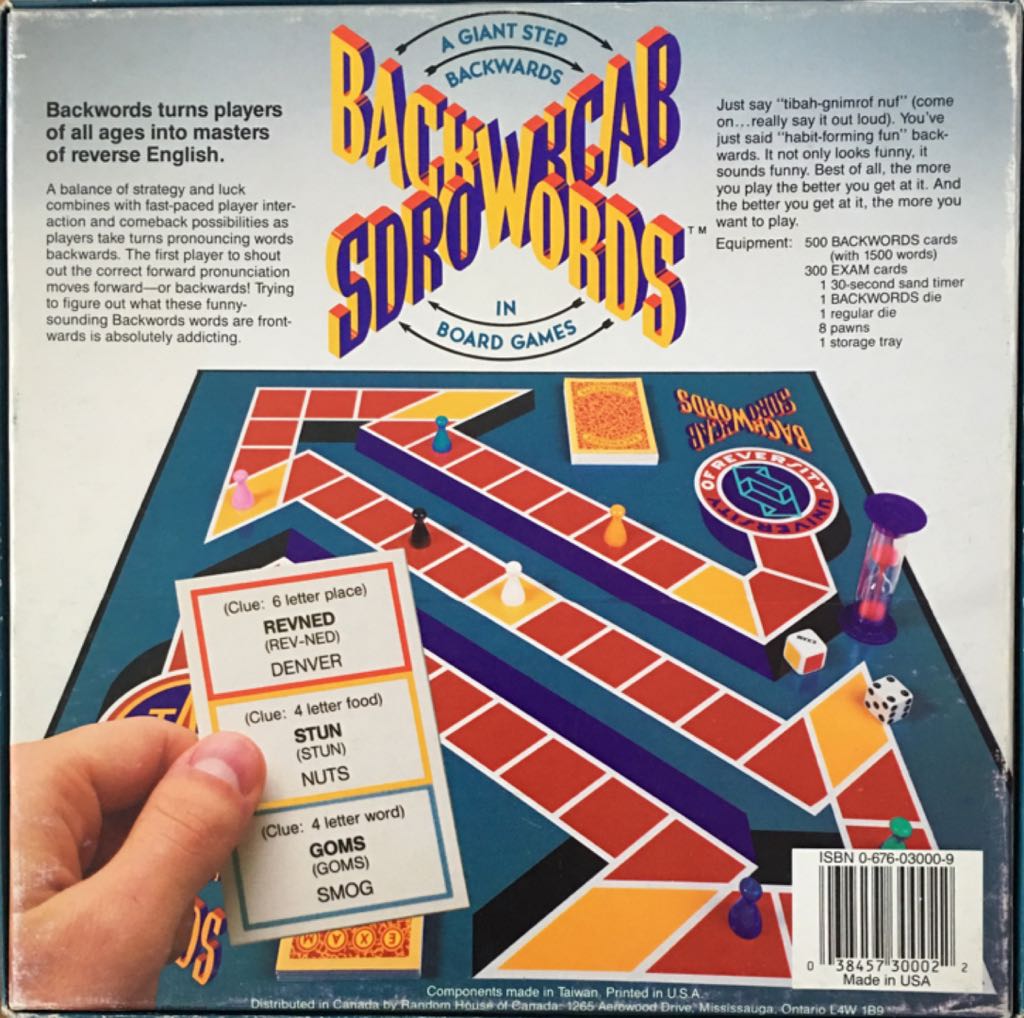 A GIANT STEP
BACKWARDS
BACKWKCAB
SDROWORDS
™
IN
BOARD GAMES
Backwords turns players
of all ages into masters
of reverse English.
A balance of strategy and luck
combines with fast-paced player inter-
action and comeback possibilities as
players take turns pronouncing words
backwards. The first player to shout
out the correct forward pronunciation
moves forward—or backwards! Trying
to figure out what these funny-
sounding Backwords words are front-
wards is absolutely addicting.
Just say "tibah-gnimrof nuf" (come
on...really say it out loud). You've
just said "habit-forming fun" back-
wards. It not only looks funny, it
sounds funny. Best of all, the more
you play the better you get at it. And
the better you get at it, the more you
want to play.
Equipment: 500 BACKWORDS cards
(with 1500 words)
300 EXAM cards
1 30-second sand timer
1 BACKWORDS die
1 regular die
8 pawns
1 storage tray
BACKWKCAB
SDROWORDS
UNIVERSITY OF REVERSITY
(Clue: 6 letter place)
REVNED
(REV-NED)
DENVER
(Clue: 4 letter food)
STUN
(STUN)
NUTS
(Clue: 4 letter word)
GOMS
(GOMS)
SMOG
EXAM
ISBN 0-676-03000-9
0 38457 30002 2
Made in USA
Components made in Taiwan. Printed in U.S.A.
Distributed in Canada by Random House of Canada: 1265 Aerowood Drive, Mississauga, Ontario L4W 1B9